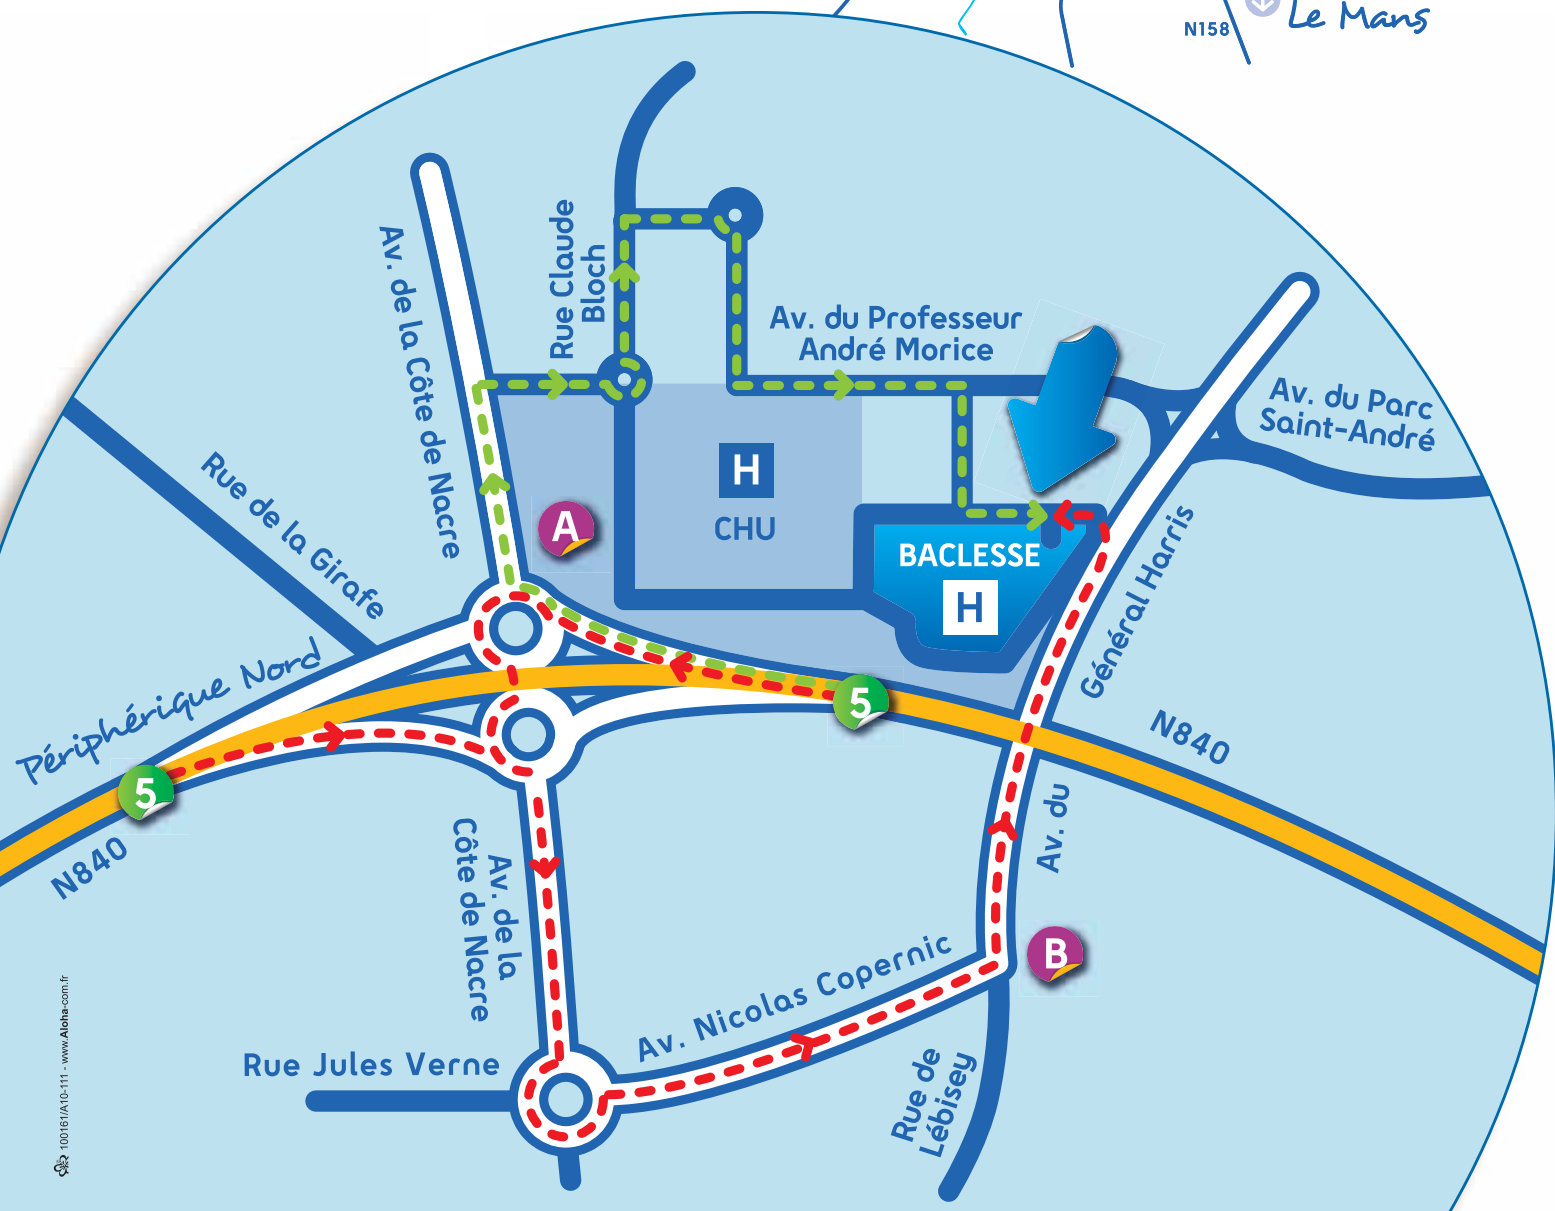 N158
Le Mans
Rue Claude
Bloch
Av. de la Côte de Nacre
Av. du Professeur
André Morice
Av. du Parc
Saint-André
Rue de la Girafe
H
CHU
A
BACLESSE
H
Général Harris
Périphérique Nord
5
5
N840
N840
Av. du
Av. de la
Côte de Nacre
B
Av. Nicolas Copernic
Rue Jules Verne
Rue de
Lébisey
100161/A10-111 - www.Aloha-com.fr